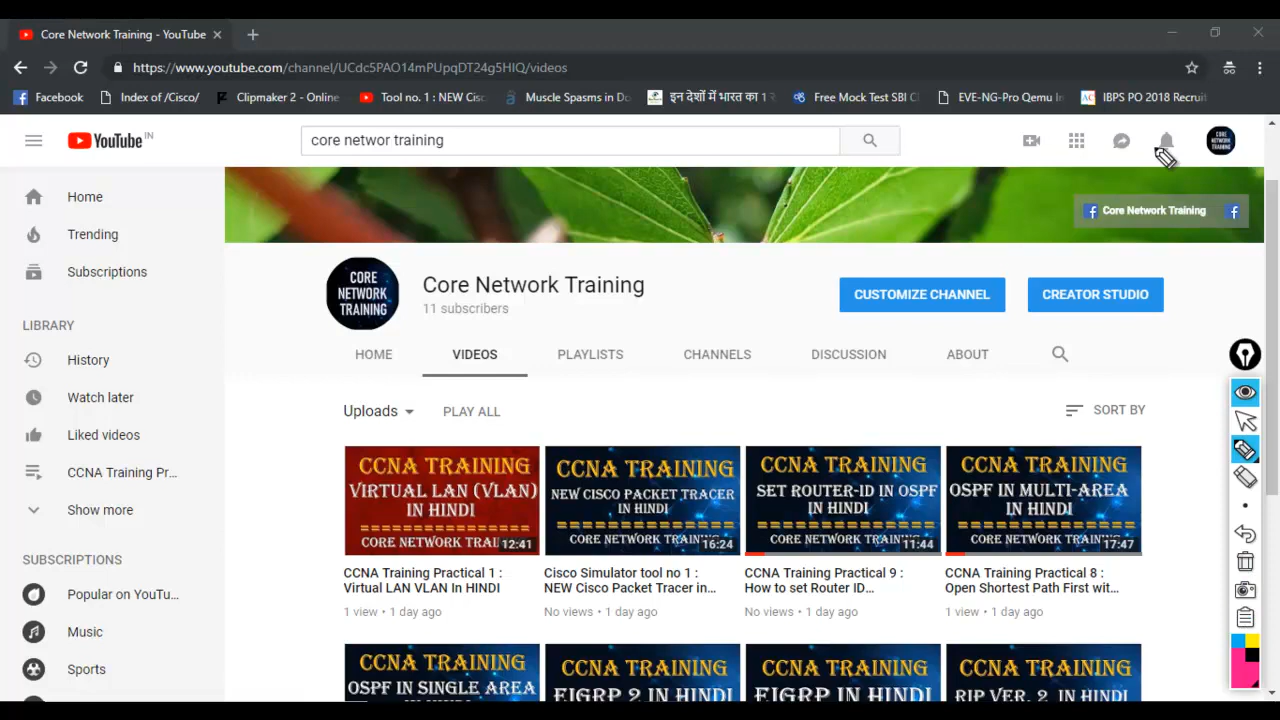 Core Network Training - YouTube
https://www.youtube.com/channel/UCdc5PAO14mPUpqDT24g5HIQ/videos
Facebook
Index of /Cisco/
Clipmaker 2 - Online
Tool no. 1 : NEW Cis
Muscle Spasms in Do
इन देशों में भारत का 1
Free Mock Test SBI C
EVE-NG-Pro Qemu In
IBPS PO 2018 Recruit
YouTube IN
core networ training
CORE NETWORK TRAINING
Home
Trending
Subscriptions
LIBRARY
History
Watch later
Liked videos
CCNA Training Pr...
Show more
SUBSCRIPTIONS
Popular on YouTu...
Music
Sports
Core Network Training
CORE
NETWORK
TRAINING
Core Network Training
11 subscribers
CUSTOMIZE CHANNEL
CREATOR STUDIO
HOME
VIDEOS
PLAYLISTS
CHANNELS
DISCUSSION
ABOUT
Uploads
PLAY ALL
SORT BY
CCNA TRAINING
VIRTUAL LAN (VLAN)
IN HINDI
CORE NETWORK TRAI
12:41
CCNA Training Practical 1 :
Virtual LAN VLAN In HINDI
1 view • 1 day ago
CCNA TRAINING
NEW CISCO PACKET TRACER
IN HINDI
CORE NETWORK TRAINING
16:24
Cisco Simulator tool no 1 :
NEW Cisco Packet Tracer in...
No views • 1 day ago
CCNA TRAINING
SET ROUTER-ID IN OSPF
IN HINDI
CORE NETWORK TRAINING
11:44
CCNA Training Practical 9 :
How to set Router ID...
No views • 1 day ago
CCNA TRAINING
OSPF IN MULTI-AREA
IN HINDI
CORE NETWORK TRAINING
17:47
CCNA Training Practical 8 :
Open Shortest Path First wit...
1 view • 1 day ago
CCNA TRAINING
OSPF IN SINGLE AREA
IN HINDI
CCNA TRAINING
EIGRP 2 IN HINDI
CCNA TRAINING
EIGRP IN HINDI
CCNA TRAINING
RIP VER. 2 IN HINDI